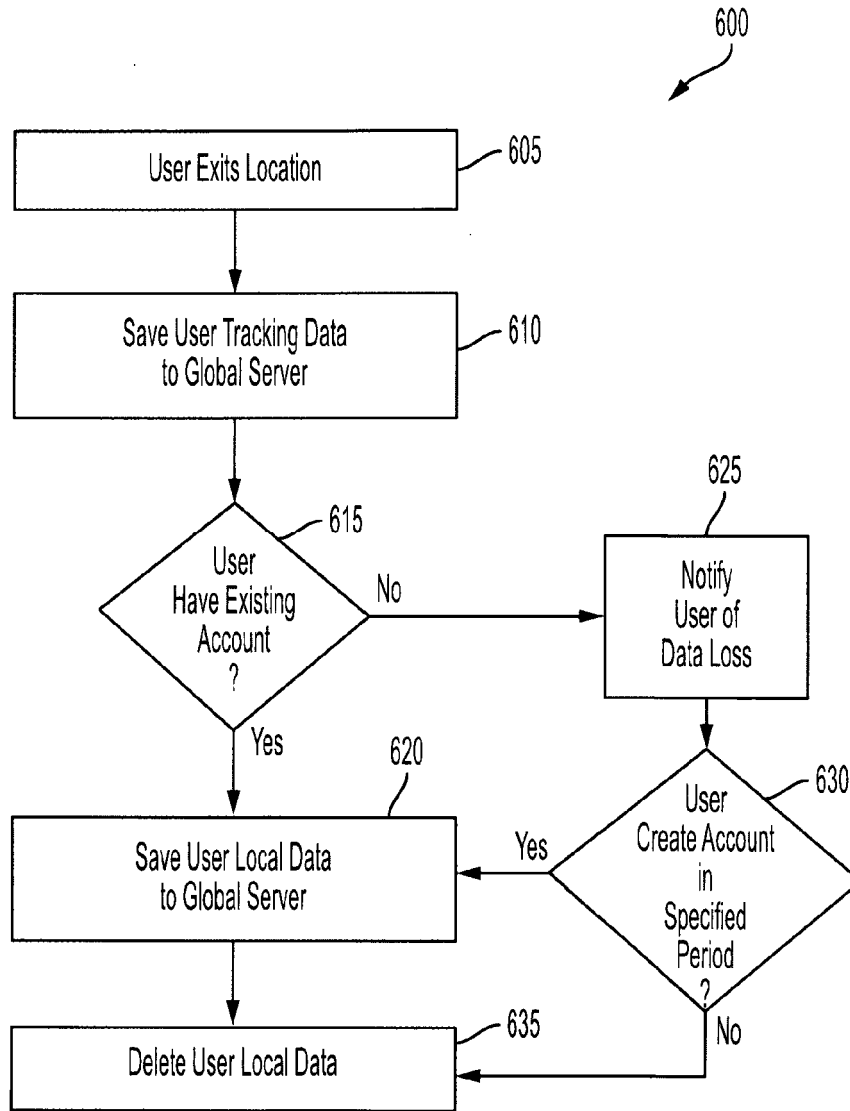 600
User Exits Location
605
Save User Tracking Data
to Global Server
610
615
User
Have Existing
Account
?
No
Yes
625
Notify
User of
Data Loss
620
Save User Local Data
to Global Server
630
User
Create Account
in
Specified
Period
?
Yes
No
635
Delete User Local Data